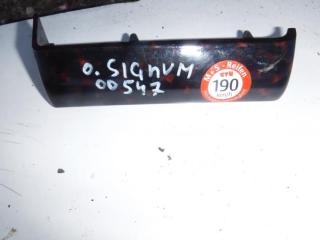 O. SIGNUM
00547
M+S - Reifen
190
km/h